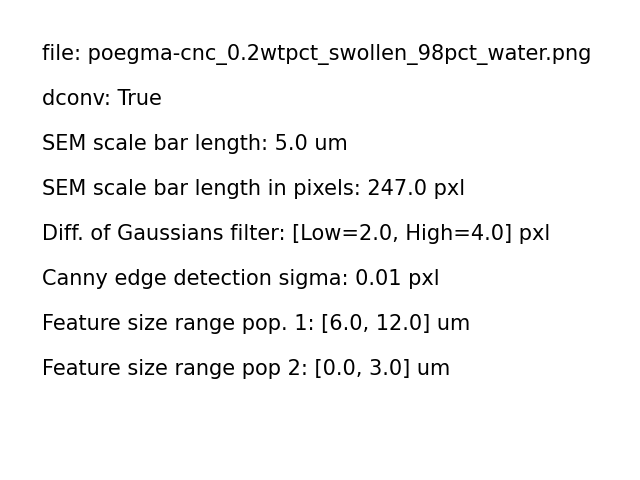 file: poegma-cnc_0.2wtpct_swollen_98pct_water.png
dconv: True
SEM scale bar length: 5.0 um
SEM scale bar length in pixels: 247.0 pxl
Diff. of Gaussians filter: [Low=2.0, High=4.0] pxl
Canny edge detection sigma: 0.01 pxl
Feature size range pop. 1: [6.0, 12.0] um
Feature size range pop 2: [0.0, 3.0] um